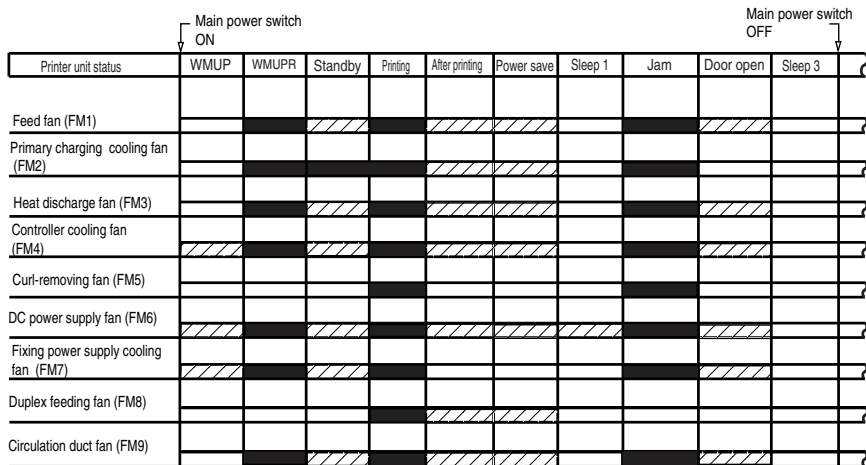 Main power switch
ON
Main power switch
OFF
Printer unit status WMUP WMUPR Standby Printing After printing Power save Sleep 1 Jam Door open Sleep 3
Feed fan (FM1)
Primary charging cooling fan
(FM2)
Heat discharge fan (FM3)
Controller cooling fan
(FM4)
Curl-removing fan (FM5)
DC power supply fan (FM6)
Fixing power supply cooling
fan (FM7)
Duplex feeding fan (FM8)
Circulation duct fan (FM9)